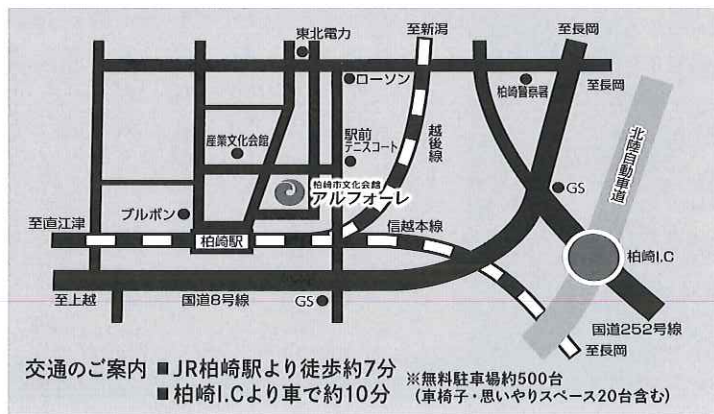 東北電力
至新潟
至長岡
ローソン
柏崎警察署
至長岡
産業文化会館
駅前
テニスコート
越後線
北陸自動車道
柏崎市文化会館
アルフォーレ
GS
ブルボン
至直江津
柏崎駅
信越本線
柏崎I.C
至上越
国道8号線
GS
国道252号線
至長岡
交通のご案内 ■JR柏崎駅より徒歩約7分
■柏崎I.Cより車で約10分
※無料駐車場約500台
(車椅子・思いやりスペース20台含む)